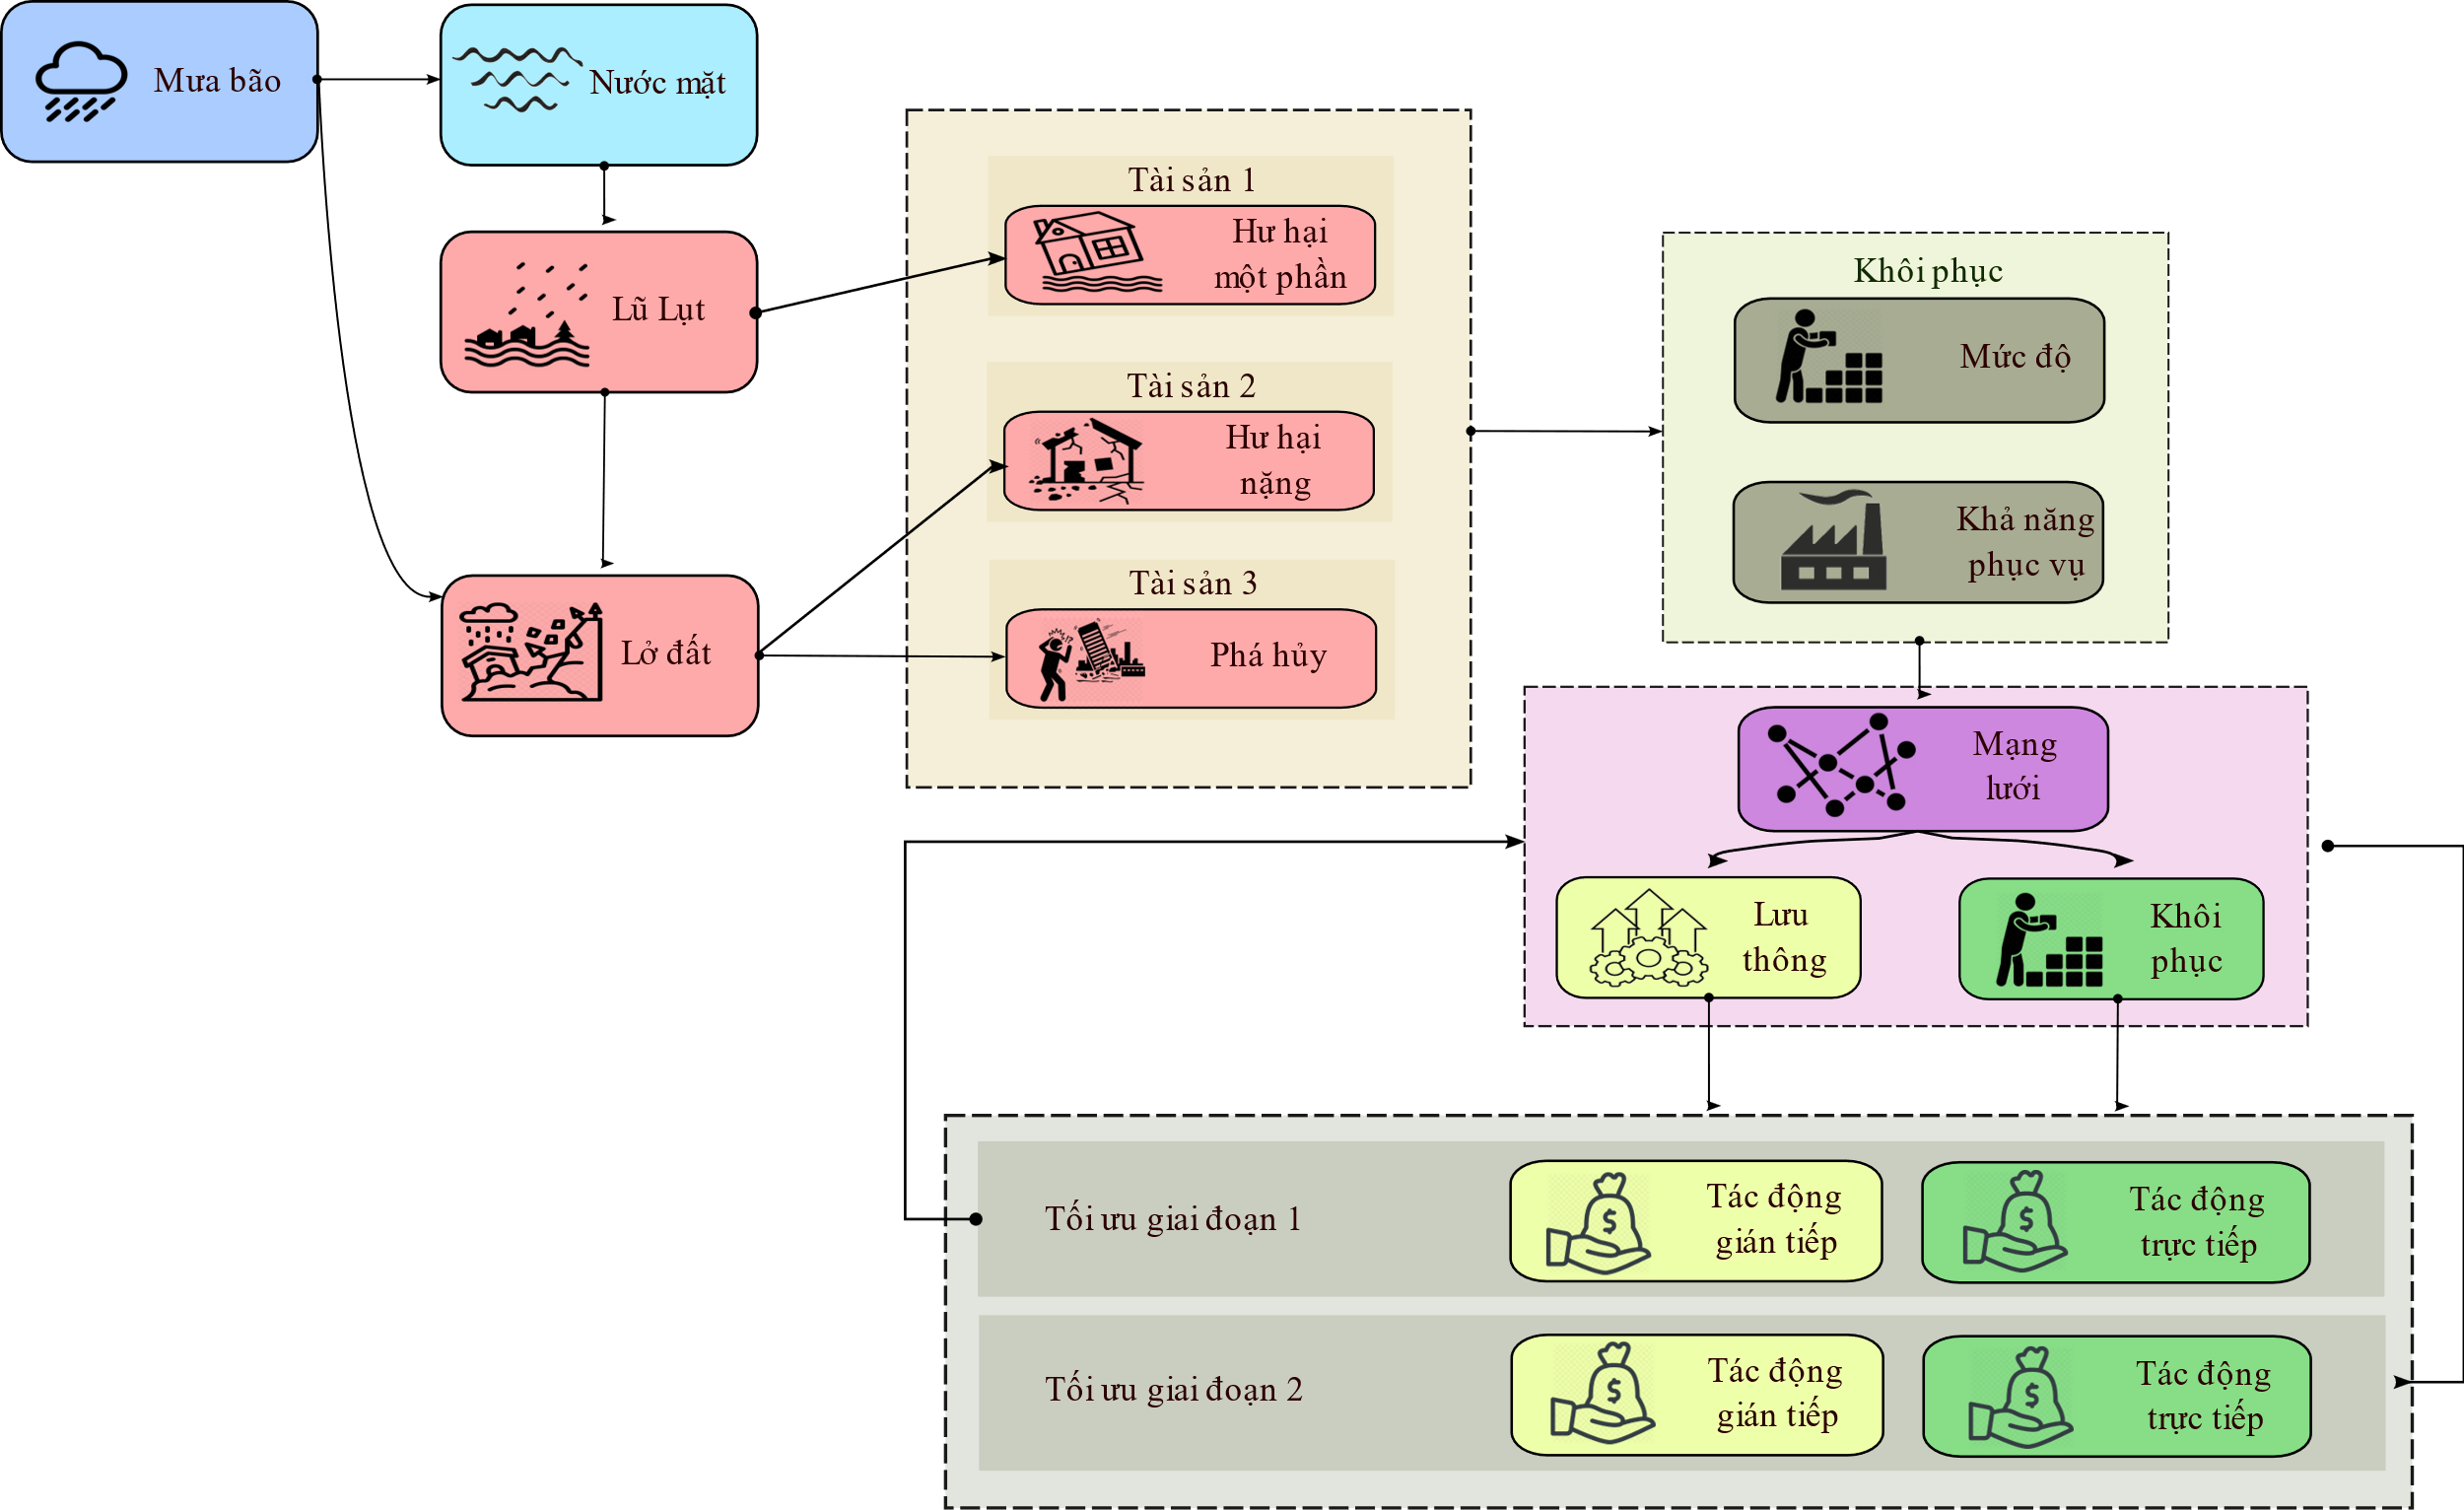 Mưa bão
Nước mặt
Lũ Lụt
Lở đất
Tài sản 1
Hư hại
một phần
Tài sản 2
Hư hại
nặng
Tài sản 3
Phá hủy
Khôi phục
Mức độ
Khả năng
phục vụ
Mạng
lưới
Lưu
thông
Khôi
phục
Tối ưu giai đoạn 1
Tác động
gián tiếp
Tác động
trực tiếp
Tối ưu giai đoạn 2
Tác động
gián tiếp
Tác động
trực tiếp